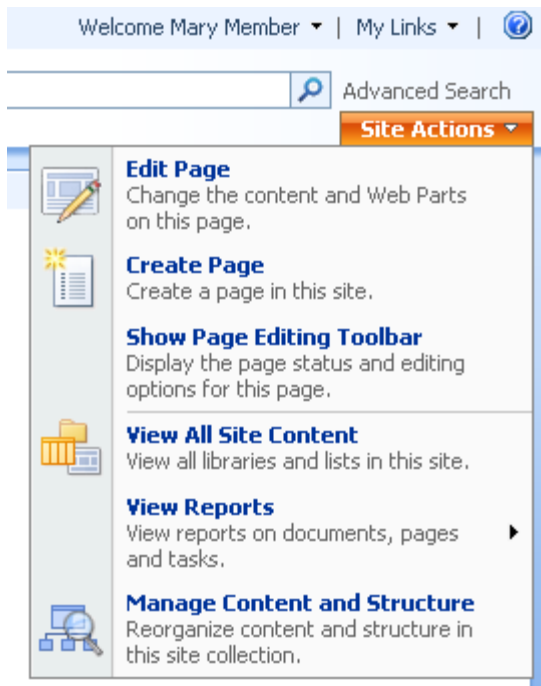 Welcome Mary Member | My Links |
Advanced Search
Site Actions
Edit Page
Change the content and Web Parts
on this page.
Create Page
Create a page in this site.
Show Page Editing Toolbar
Display the page status and editing
options for this page.
View All Site Content
View all libraries and lists in this site.
View Reports
View reports on documents, pages
and tasks.
Manage Content and Structure
Reorganize content and structure in
this site collection.